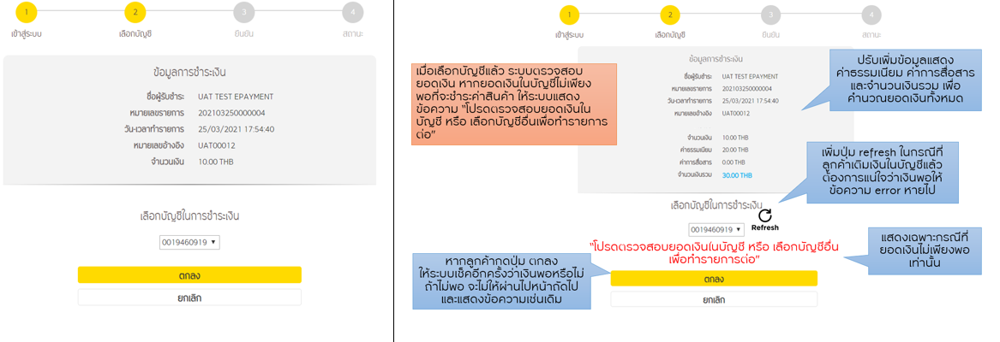 1
2
3
4
เข้าสู่ระบบ
เลือกบัญชี
ยืนยัน
สถานะ
ข้อมูลการชำระเงิน
ชื่อผู้รับชำระ UAT TEST EPAYMENT
หมายเลขรายการ 202103250000004
วัน-เวลาทำรายการ 25/03/2021 17:54:40
หมายเลขอ้างอิง UAT00012
จำนวนเงิน 10.00 THB
เลือกบัญชีในการชำระเงิน
0019460919
ตกลง
ยกเลิก
1
2
3
4
เข้าสู่ระบบ
เลือกบัญชี
ยืนยัน
สถานะ
เมื่อเลือกบัญชีแล้ว ระบบตรวจสอบ
ยอดเงิน หากยอดเงินในบัญชีไม่เพียง
พอที่จะชำระค่าสินค้า ให้ระบบแสดง
ข้อความ “โปรดตรวจสอบยอดเงินใน
บัญชี หรือ เลือกบัญชีอื่นเพื่อทำรายการ
ต่อ”
ข้อมูลการชำระเงิน
ชื่อผู้รับชำระ UAT TEST EPAYMENT
หมายเลขรายการ 202103250000004
วัน-เวลาทำรายการ 25/03/2021 17:54:40
หมายเลขอ้างอิง UAT00012
จำนวนเงิน 10.00 THB
ค่าธรรมเนียม 20.00 THB
ค่าการสื่อสาร 0.00 THB
จำนวนเงินรวม 30.00 THB
ปรับเพิ่มข้อมูลแสดง
ค่าธรรมเนียม ค่าการสื่อสาร
และจำนวนเงินรวม เพื่อ
คำนวณยอดเงินทั้งหมด
เพิ่มปุ่ม refresh ในกรณีที่
ลูกค้าเติมเงินในบัญชีแล้ว
ต้องการแน่ใจว่าเงินพอให้
ข้อความ error หายไป
เลือกบัญชีในการชำระเงิน
0019460919
Refresh
“โปรดตรวจสอบยอดเงินในบัญชี หรือ เลือกบัญชีอื่น
เพื่อทำรายการต่อ”
แสดงเฉพาะกรณีที่
ยอดเงินไม่เพียงพอ
เท่านั้น
หากลูกค้ากดปุ่ม ตกลง
ให้ระบบเช็คอีกครั้งว่าเงินพอหรือไม่
ถ้าไม่พอ จะไม่ให้ผ่านไปหน้าถัดไป
และแสดงข้อความเช่นเดิม
ตกลง
ยกเลิก